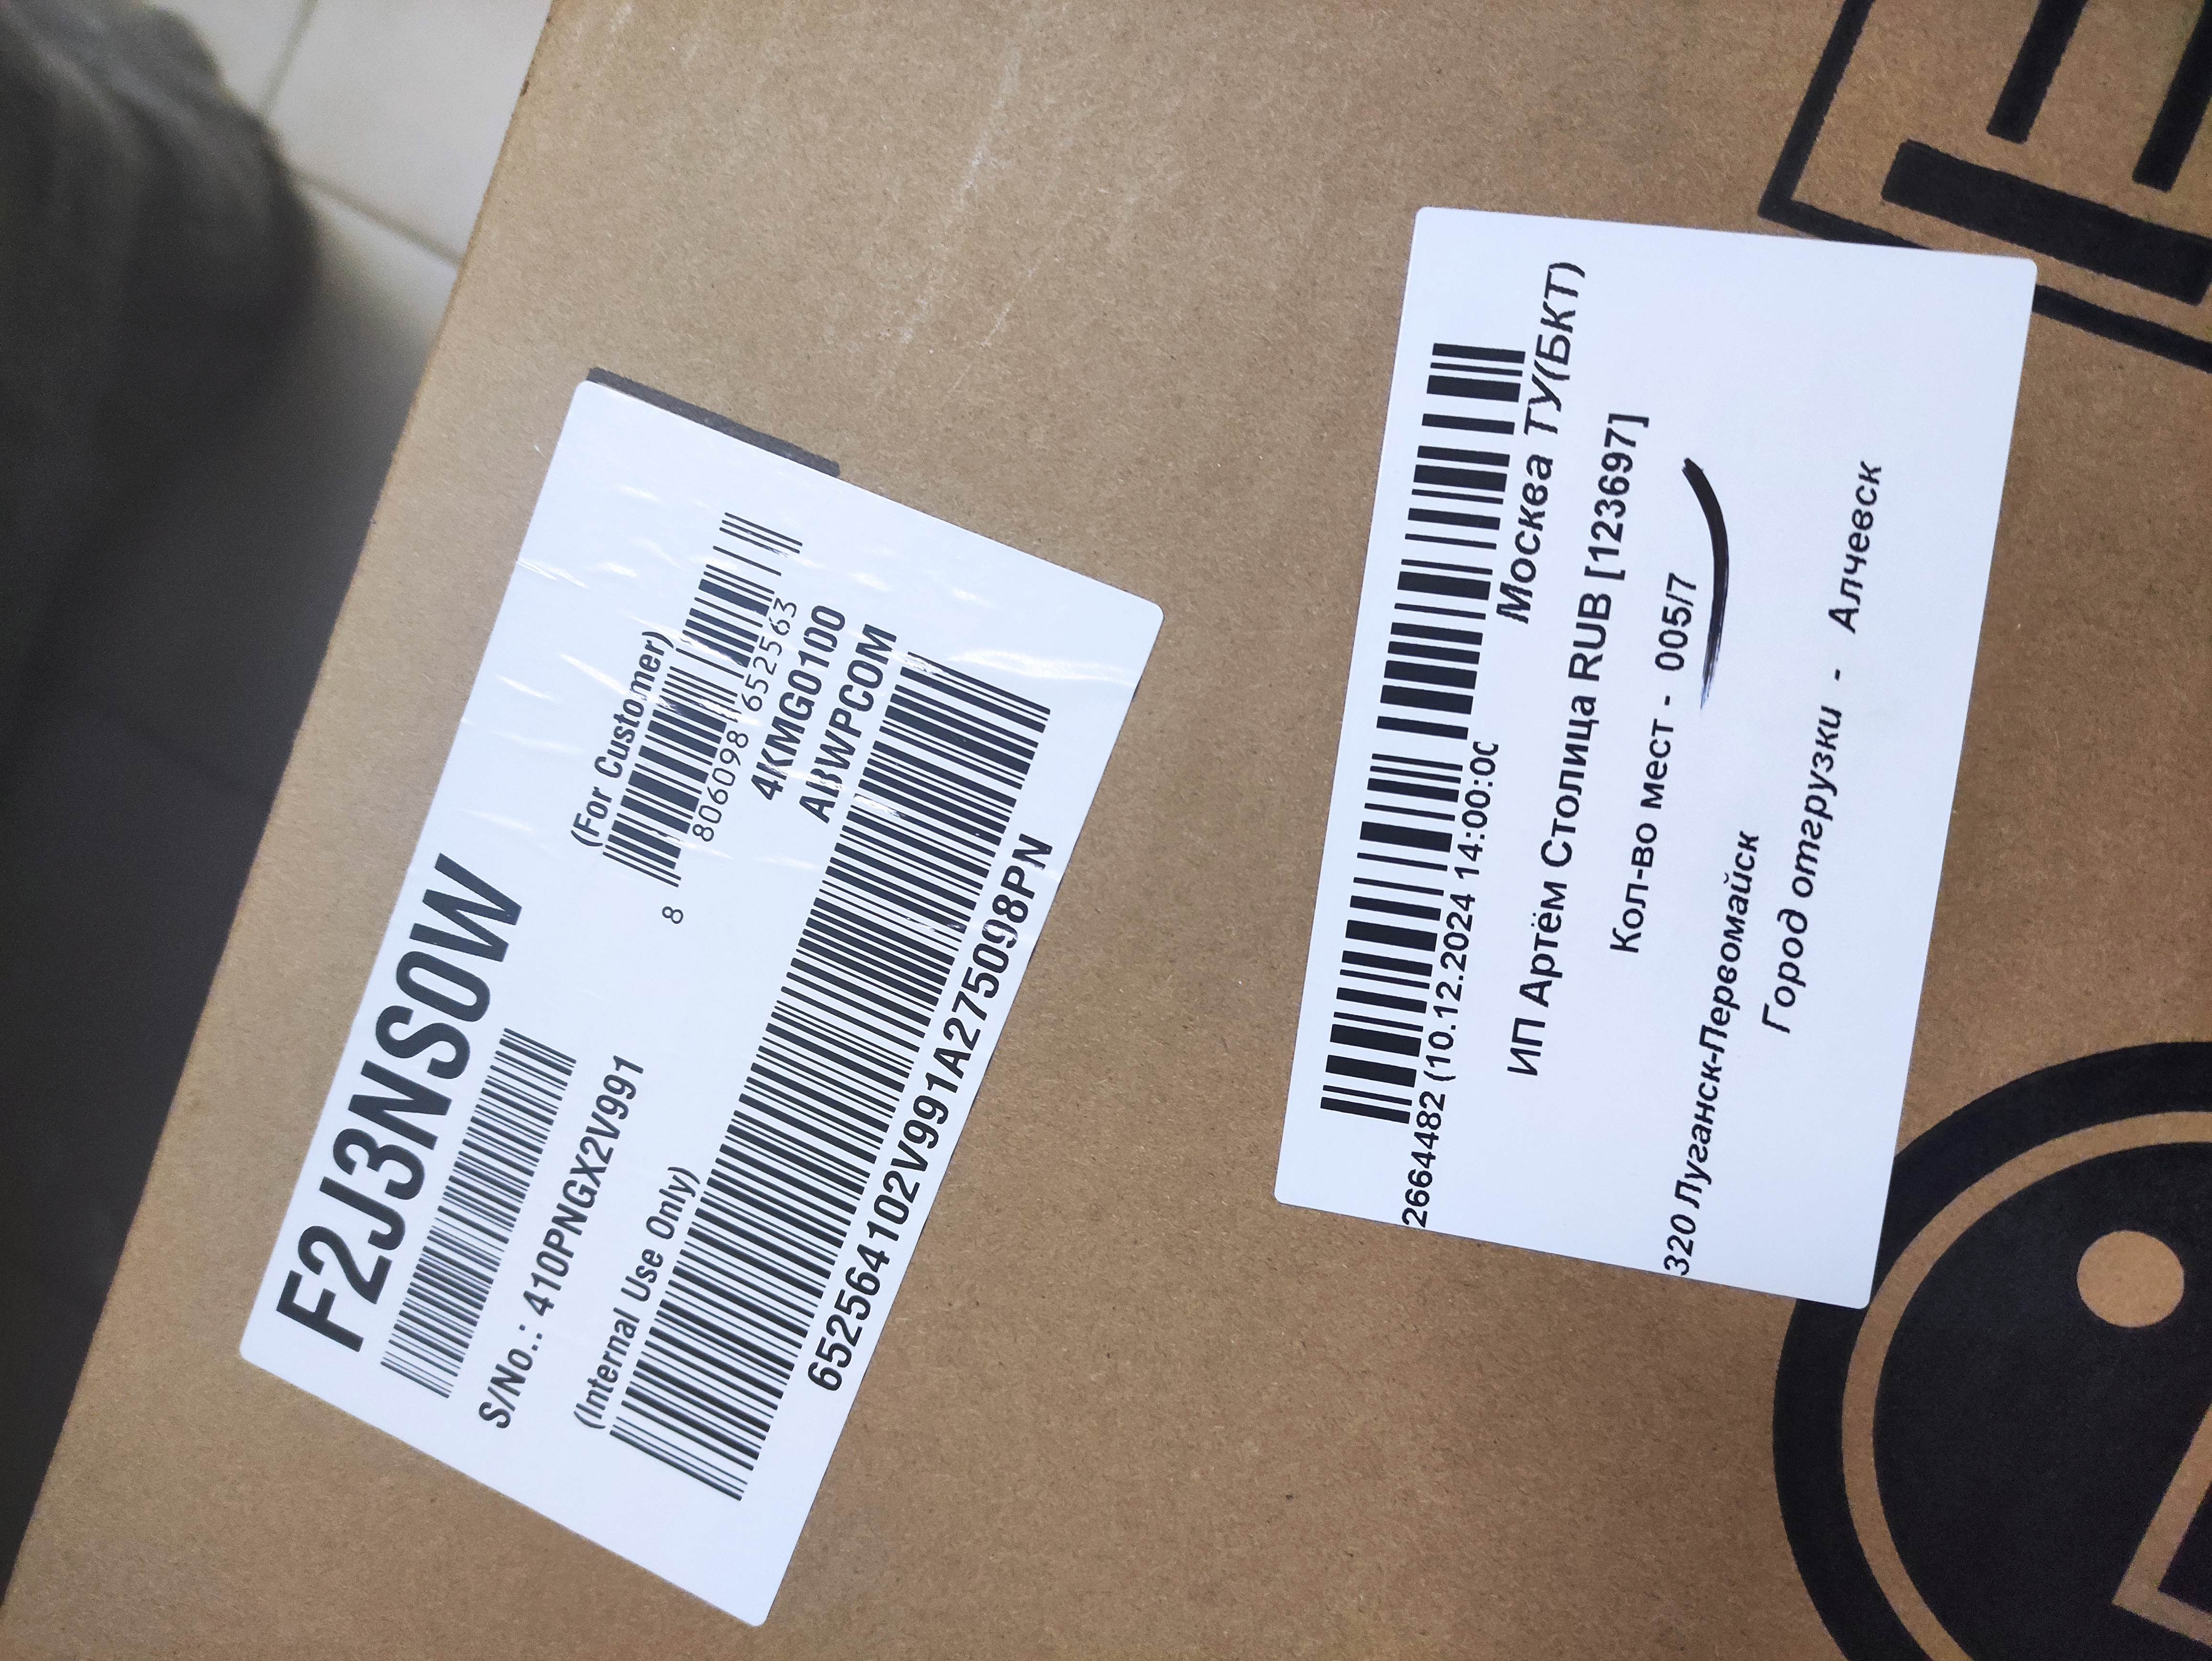 F2J3NS0W
S/No.: 410PNGX2V991
(For Customer)
8 806098 652563
4KMG0100
ABWPCOM
(Internal Use Only)
652564102V991A275098PN
2664482 (10.12.2024 14:00:00
Москва ТУ(БКТ)
ИП Артём Столица RUB [123697]
Кол-во мест - 005/7
320 Луганск-Первомайск
Город отгрузки - Алчевск